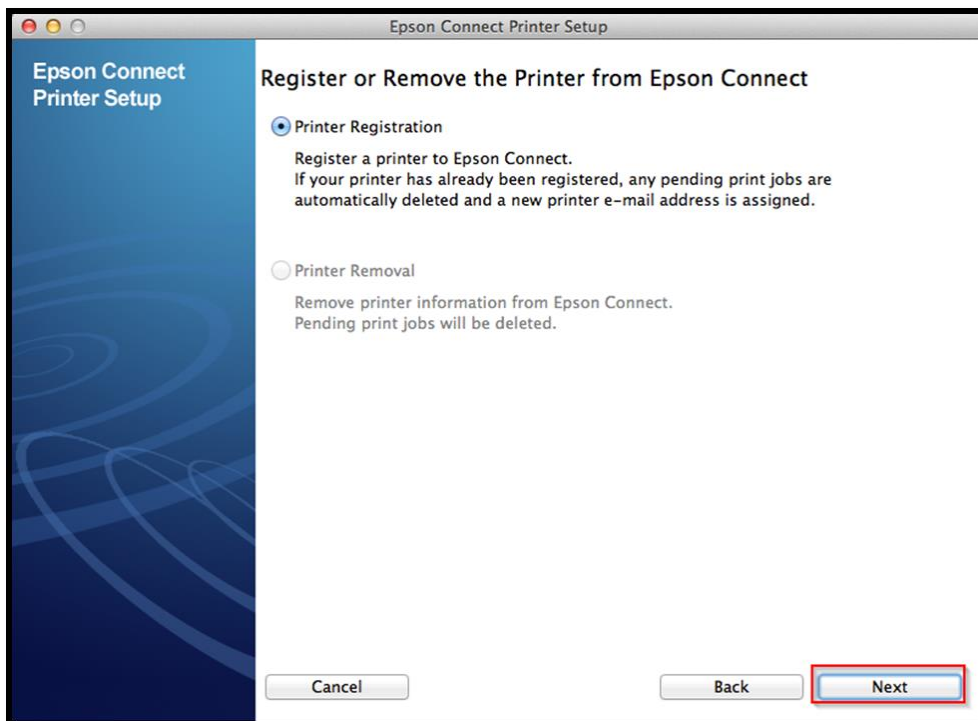 Epson Connect Printer Setup
Epson Connect
Printer Setup
Register or Remove the Printer from Epson Connect
Printer Registration
Register a printer to Epson Connect.
If your printer has already been registered, any pending print jobs are
automatically deleted and a new printer e-mail address is assigned.
Printer Removal
Remove printer information from Epson Connect.
Pending print jobs will be deleted.
Cancel
Back
Next